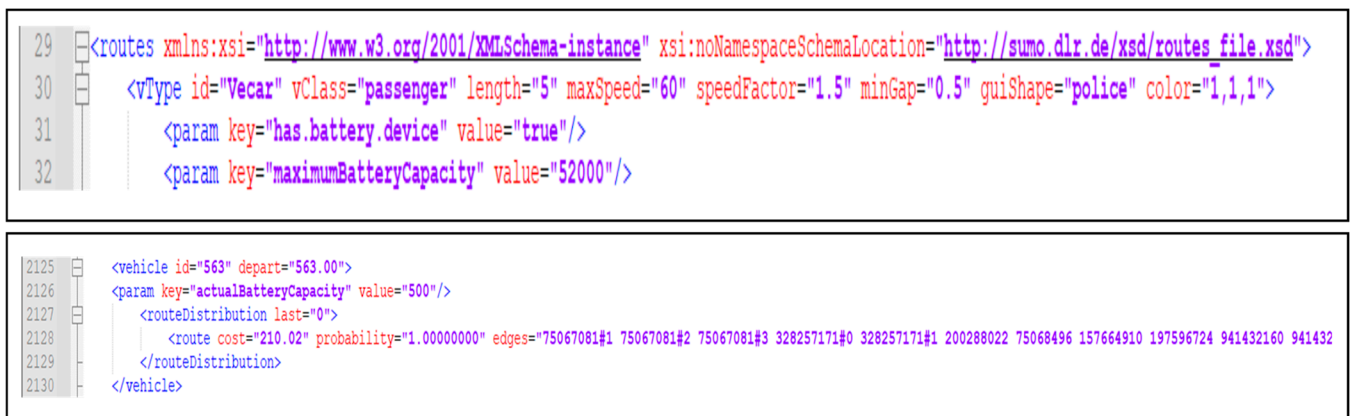 29 <routes xmlns:xsi="http://www.w3.org/2001/XMLSchema-instance" xsi:noNamespaceSchemaLocation="http://sumo.dlr.de/xsd/routes_file.xsd">
30 <vType id="Vecar" vClass="passenger" length="5" maxSpeed="60" speedFactor="1.5" minGap="0.5" guiShape="police" color="1,1,1">
31 <param key="has.battery.device" value="true"/>
32 <param key="maximumBatteryCapacity" value="52000"/>
2125 <vehicle id="563" depart="563.00">
2126 <param key="actualBatteryCapacity" value="500"/>
2127 <routeDistribution last="0">
2128 <route cost="210.02" probability="1.00000000" edges="75067081#1 75067081#2 75067081#3 328257171#0 328257171#1 200288022 75068496 157664910 197596724 941432160 941432
2129 </routeDistribution>
2130 </vehicle>